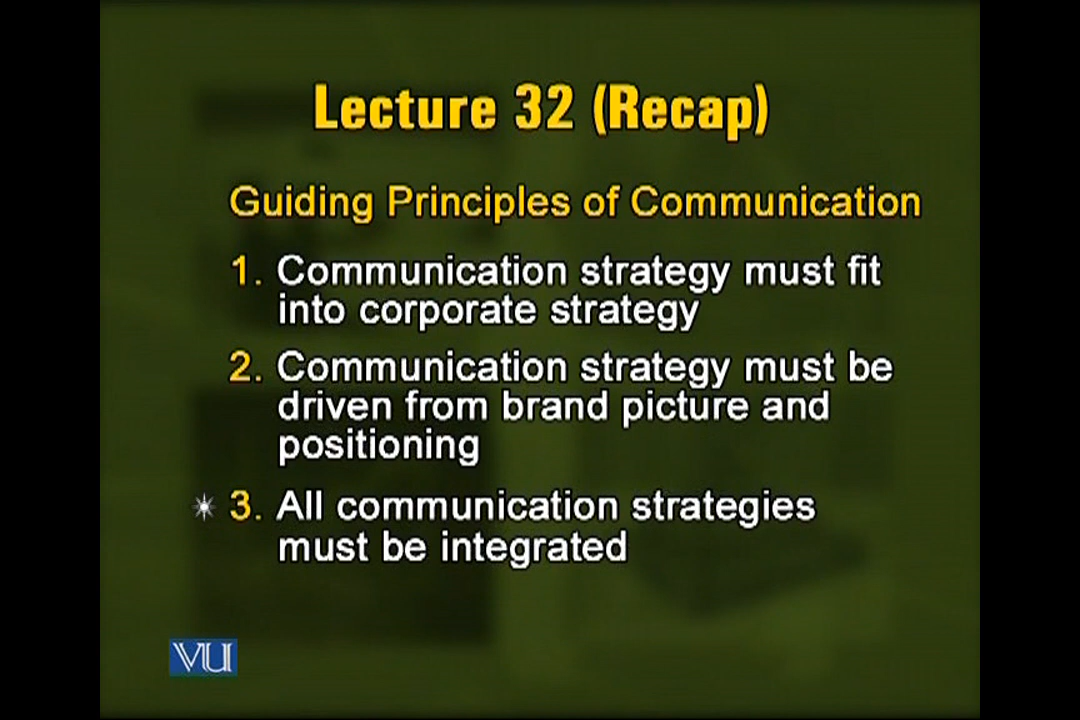 Lecture 32 (Recap)
Guiding Principles of Communication
1. Communication strategy must fit
into corporate strategy
2. Communication strategy must be
driven from brand picture and
positioning
3. All communication strategies
must be integrated
VU